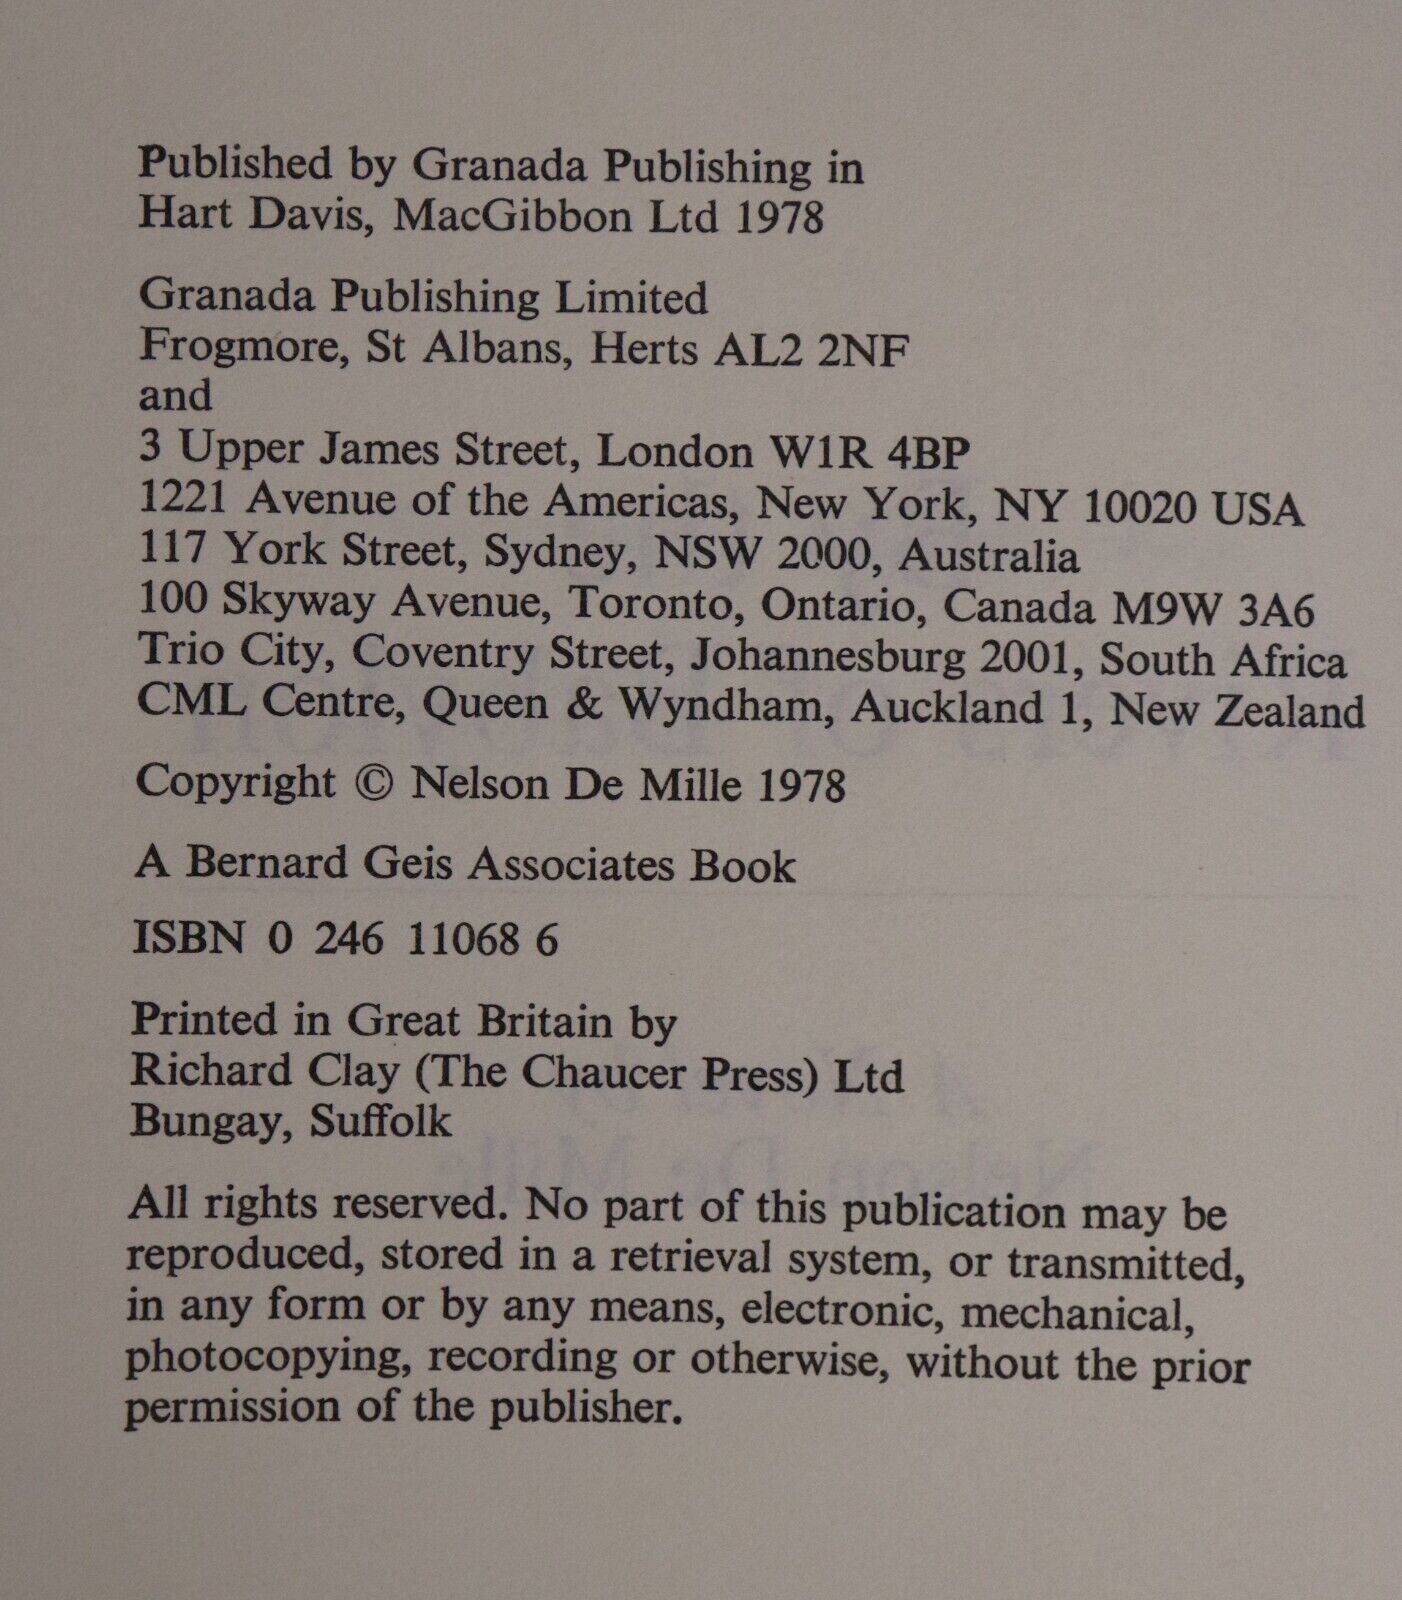 Published by Granada Publishing in
Hart Davis, MacGibbon Ltd 1978
Granada Publishing Limited
Frogmore, St Albans, Herts AL2 2NF
and
3 Upper James Street, London W1R 4BP
1221 Avenue of the Americas, New York, NY 10020 USA
117 York Street, Sydney, NSW 2000, Australia
100 Skyway Avenue, Toronto, Ontario, Canada M9W 3A6
Trio City, Coventry Street, Johannesburg 2001, South Africa
CML Centre, Queen & Wyndham, Auckland 1, New Zealand
Copyright © Nelson De Mille 1978
A Bernard Geis Associates Book
ISBN 0 246 11068 6
Printed in Great Britain by
Richard Clay (The Chaucer Press) Ltd
Bungay, Suffolk
All rights reserved. No part of this publication may be
reproduced, stored in a retrieval system, or transmitted,
in any form or by any means, electronic, mechanical,
photocopying, recording or otherwise, without the prior
permission of the publisher.